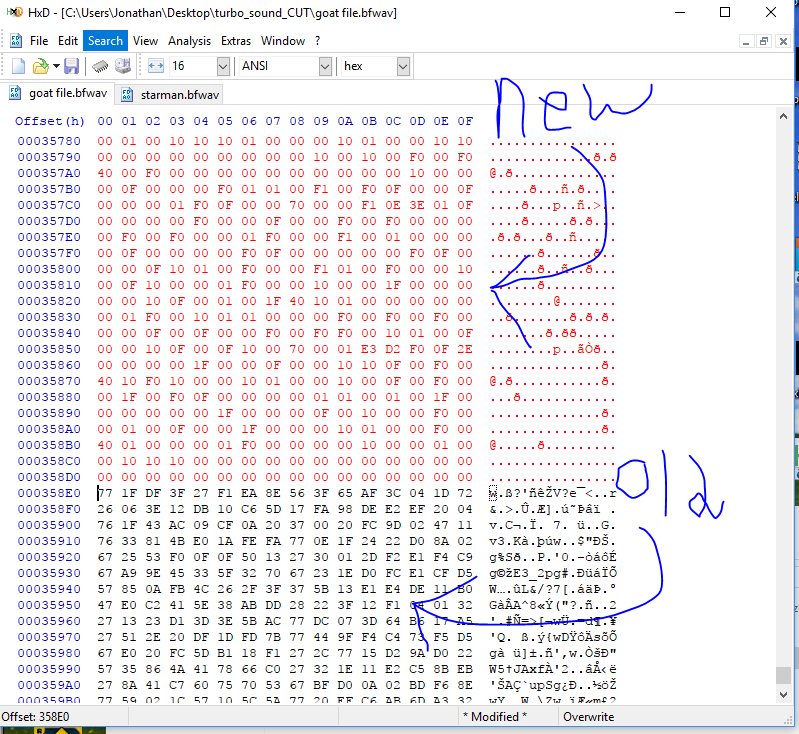 HxD - [C:\Users\Jonathan\Desktop\turbo_sound_CUT\goat file.bfwav]
File Edit Search View Analysis Extras Window ?
16 ANSI hex
goat file.bfwav starman.bfwav
new
Offset(h) 00 01 02 03 04 05 06 07 08 09 0A 0B 0C 0D 0E 0F
00035780 00 01 00 10 10 01 00 00 00 10 01 00 00 10 10
00035790 00 00 00 00 00 00 00 00 00 10 00 10 00 F0 00 F0
000357A0 40 00 F0 00 00 00 00 00 00 00 00 00 00 10 00 00
000357B0 00 0F 00 00 00 F0 01 01 00 F1 00 F0 0F 00 00 0F
000357C0 00 00 00 01 F0 0F 00 00 70 00 00 F1 0E 3E 01 0F
000357D0 00 00 00 00 F0 00 00 0F 00 00 F0 00 F0 00 00 00
000357E0 00 F0 00 F0 00 00 01 F0 00 00 F1 00 01 00 00 00
000357F0 00 0F 00 00 00 00 F0 0F 00 00 00 00 00 F0 0F 00
00035800 00 00 0F 10 01 00 F0 00 00 F1 01 00 F0 00 00 10
00035810 00 0F 10 00 00 01 F0 00 00 10 00 00 1F 00 00 00
00035820 00 00 10 0F 00 01 00 1F 40 10 01 00 00 00 00 00
00035830 00 01 F0 00 10 01 01 00 00 00 F0 00 F0 00 F0 00
00035840 00 00 0F 00 0F 00 00 F0 00 F0 F0 00 10 01 00 0F
00035850 00 00 10 0F 00 0F 10 00 70 00 01 E3 D2 F0 0F 2E
00035860 00 00 00 00 1F 00 00 0F 00 00 10 10 0F 00 F0 00
00035870 40 10 F0 10 00 00 10 01 00 00 10 00 0F 00 F0 00
00035880 00 1F 00 F0 0F 00 00 00 00 01 01 00 01 00 1F 00
00035890 00 00 00 00 00 1F 00 00 00 0F 00 10 00 00 F0 00
000358A0 00 01 00 0F 00 00 1F 00 00 00 00 10 00 00 F0 00
000358B0 40 01 00 00 00 01 F0 00 00 00 00 10 00 00 01 00
000358C0 00 10 10 10 00 00 00 00 00 00 00 00 00 00 00 00
000358D0 00 00 00 00 00 00 00 00 00 00 00 00 00 00 00 00
old
000358E0 77 1F DF 3F 27 F1 EA 8E 56 3F 65 AF 3C 04 1D 72
000358F0 26 06 3E 12 DB 10 C6 5D 17 FA 98 DE E2 EF 20 04
00035900 76 1F 43 AC 09 CF 0A 20 37 00 20 FC 9D 02 47 11
00035910 76 33 81 4B E0 1A FE FA 77 0E 1F 24 22 D0 8A 02
00035920 67 25 53 F0 0F 0F 50 13 27 30 01 2D F2 E1 F4 C9
00035930 67 A9 9E 45 33 5F 32 70 67 23 1E D0 FC E1 CF D5
00035940 57 85 0A FB 4C 26 2F 3F 37 5B 13 E1 E4 DE 11 B0
00035950 47 E0 C2 41 5E 38 AB DD 28 22 3F 12 F1 01 32
00035960 27 13 23 D1 3D 3E 5B AC 77 DC 07 3D 64 B6 17 A5
00035970 27 51 2E 20 DF 1D FD 7B 77 44 9F F4 C4 73 F5 D5
00035980 67 E0 20 FC 5D B1 18 F1 27 2C 77 15 D2 9A D0 22
00035990 57 35 86 4A 41 78 66 C0 27 32 1E 11 E2 C5 8B EB
000359A0 27 8A 41 C7 60 75 70 53 67 BF D0 0A 02 BD F6 8E
000359B0 77 59 02 1C 57 10 5C 5A 77 20
Offset: 358E0 * Modified * Overwrite